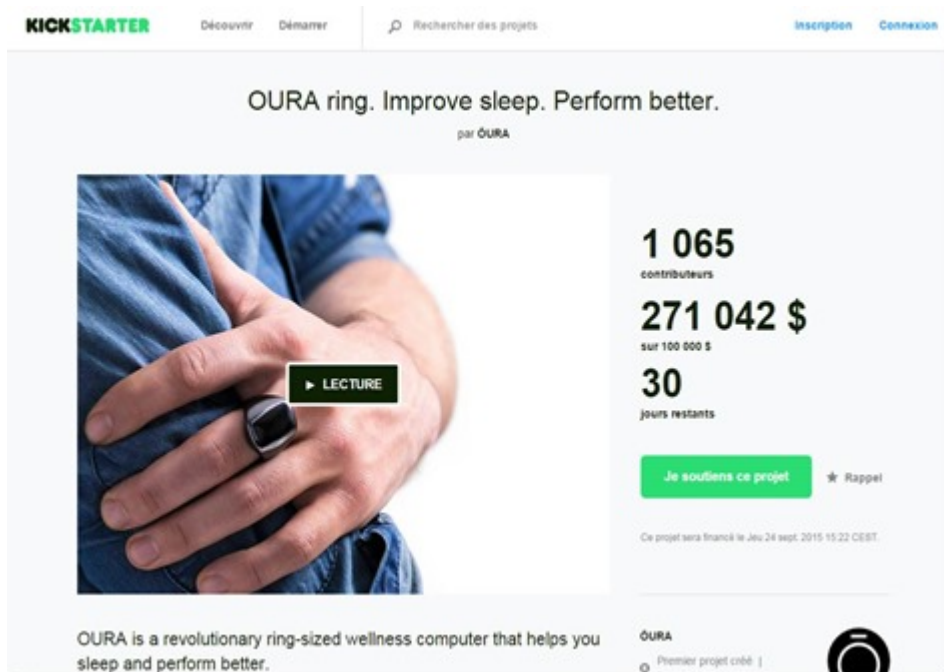 KICKSTARTER Découvrir Démarrer Rechercher des projets Inscription Connexion
OURA ring. Improve sleep. Perform better.
par ÓURA
LECTURE
1 065
contributeurs
271 042 $
sur 100 000 $
30
jours restants
Je soutiens ce projet Rappel
Ce projet sera financé le Jeu 24 sept. 2015 15:22 CEST.
OURA is a revolutionary ring-sized wellness computer that helps you
sleep and perform better.
ÓURA
Premier projet créé |